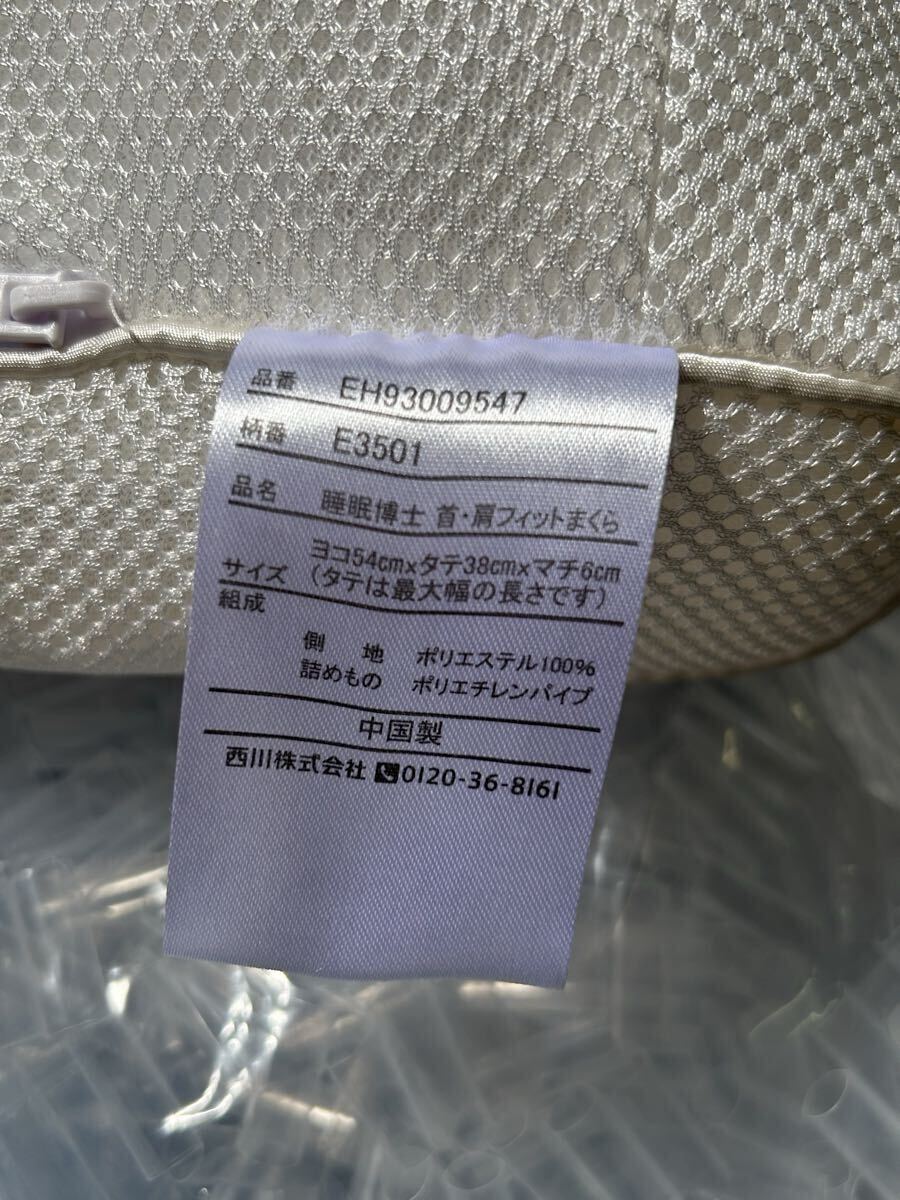 品番 EH93009547
柄番 E3501
品名 睡眠博士 首・肩フィットまくら
サイズ ヨコ54cm×タテ38cm×マチ6cm
(タテは最大幅の長さです)
組成
側 地 ポリエステル100%
詰めもの ポリエチレンパイプ
中国製
西川株式会社 0120-36-8161